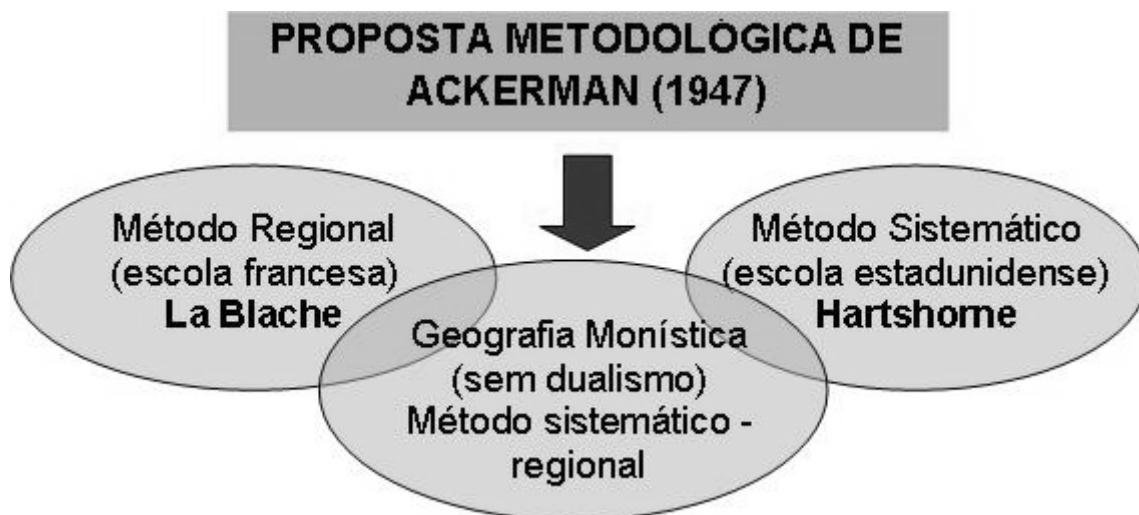 PROPOSTA METODOLÓGICA DE
ACKERMAN (1947)
Método Regional
(escola francesa)
La Blache
Método Sistemático
(escola estadunidense)
Hartshorne
Geografia Monística
(sem dualismo)
Método sistemático -
regional